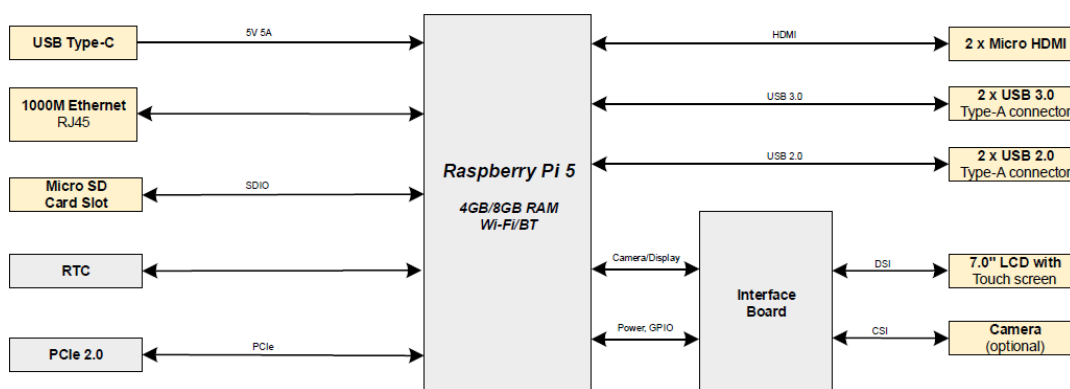 USB Type-C
5V 5A
1000M Ethernet
RJ45
Micro SD
Card Slot
SDIO
RTC
PCIe 2.0
PCIe
Raspberry Pi 5
4GB/8GB RAM
Wi-Fi/BT
HDMI
2 x Micro HDMI
USB 3.0
2 x USB 3.0
Type-A connector
USB 2.0
2 x USB 2.0
Type-A connector
Camera/Display
Power, GPIO
Interface
Board
DSI
7.0" LCD with
Touch screen
CSI
Camera
(optional)